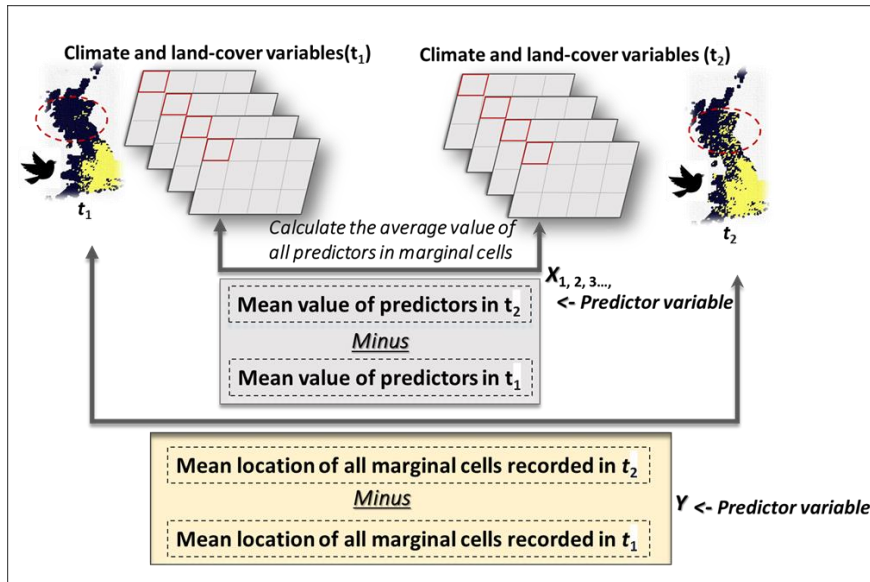 Climate and land-cover variables(t₁)
Climate and land-cover variables (t₂)
t₁
t₂
Calculate the average value of
all predictors in marginal cells
X₁, ₂, ₃...,
<- Predictor variable
Mean value of predictors in t₂
Minus
Mean value of predictors in t₁
Mean location of all marginal cells recorded in t₂
Minus
Y <- Predictor variable
Mean location of all marginal cells recorded in t₁